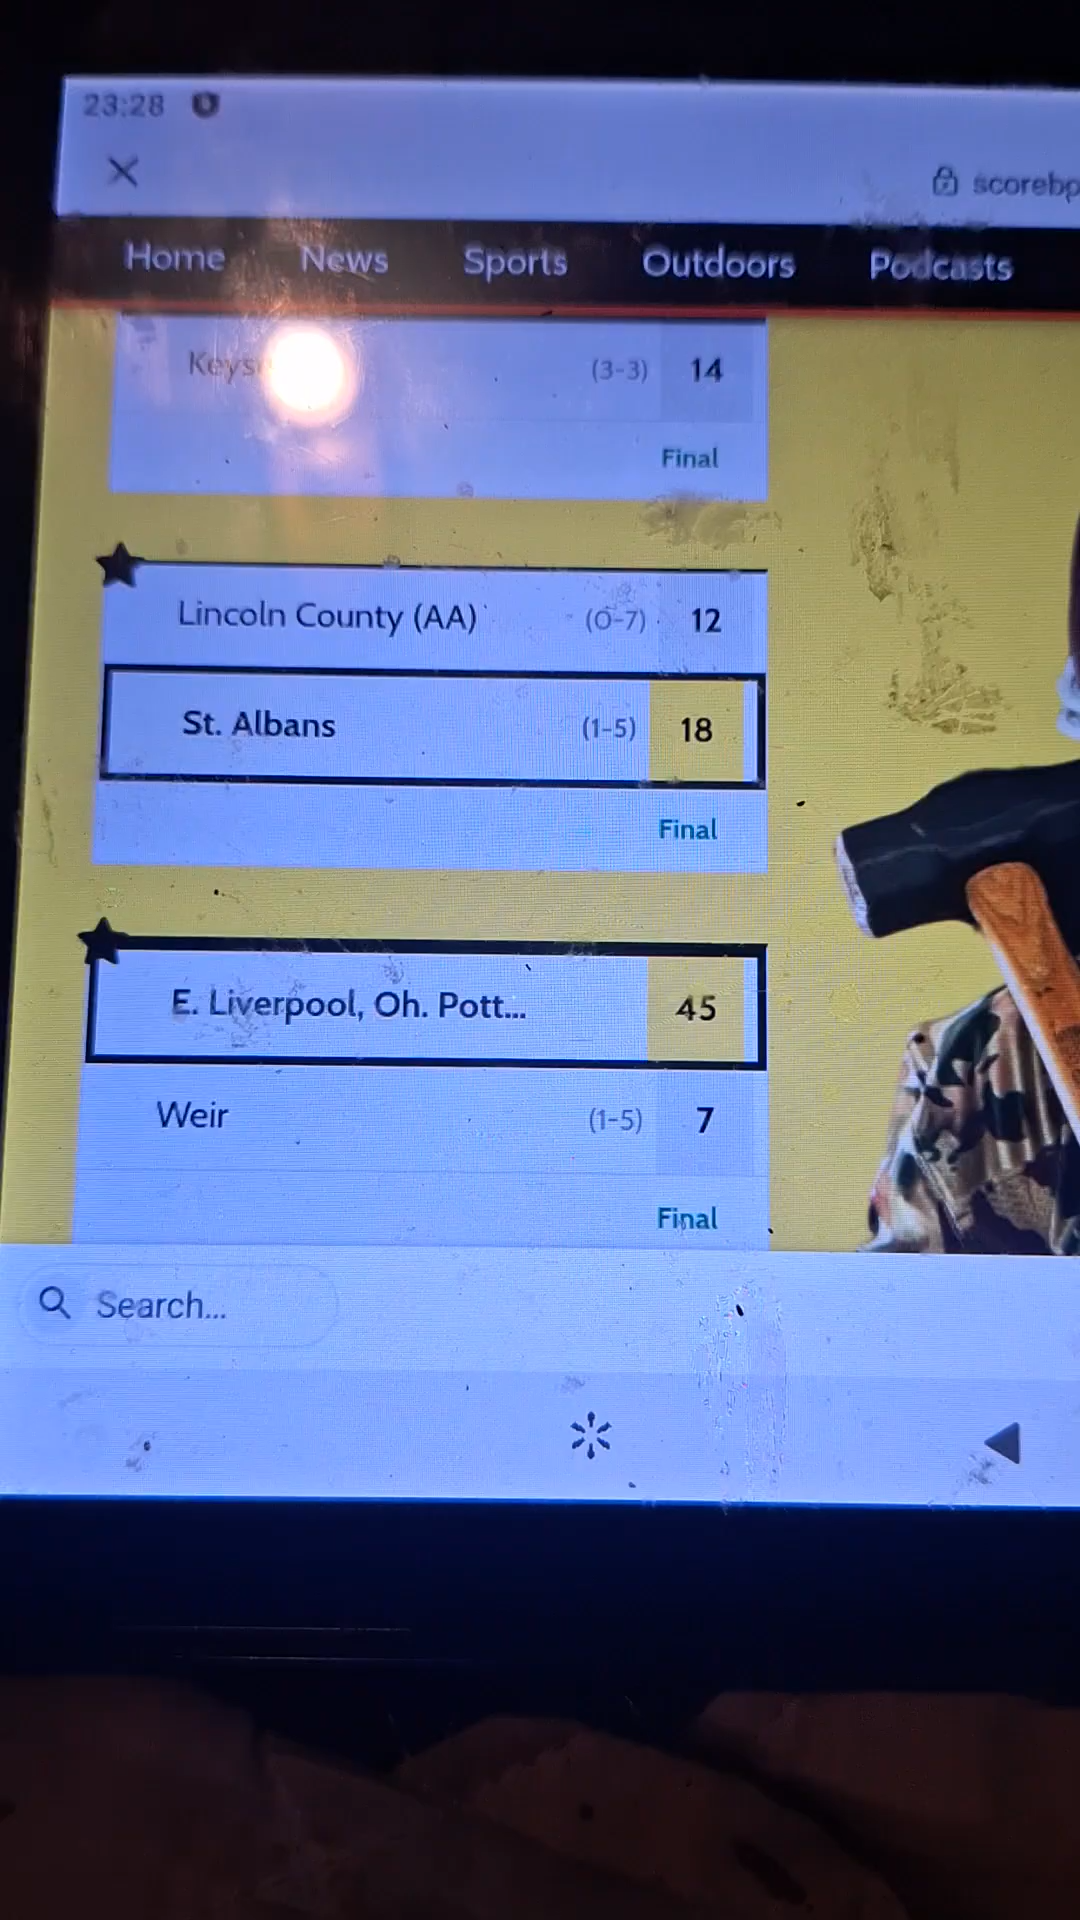 23:28
scorebp
Home News Sports Outdoors Podcasts
(3-3) 14
Final
Lincoln County (AA) (0-7) 12
St. Albans (1-5) 18
Final
E. Liverpool, Oh. Pott... 45
Weir (1-5) 7
Final
Search...